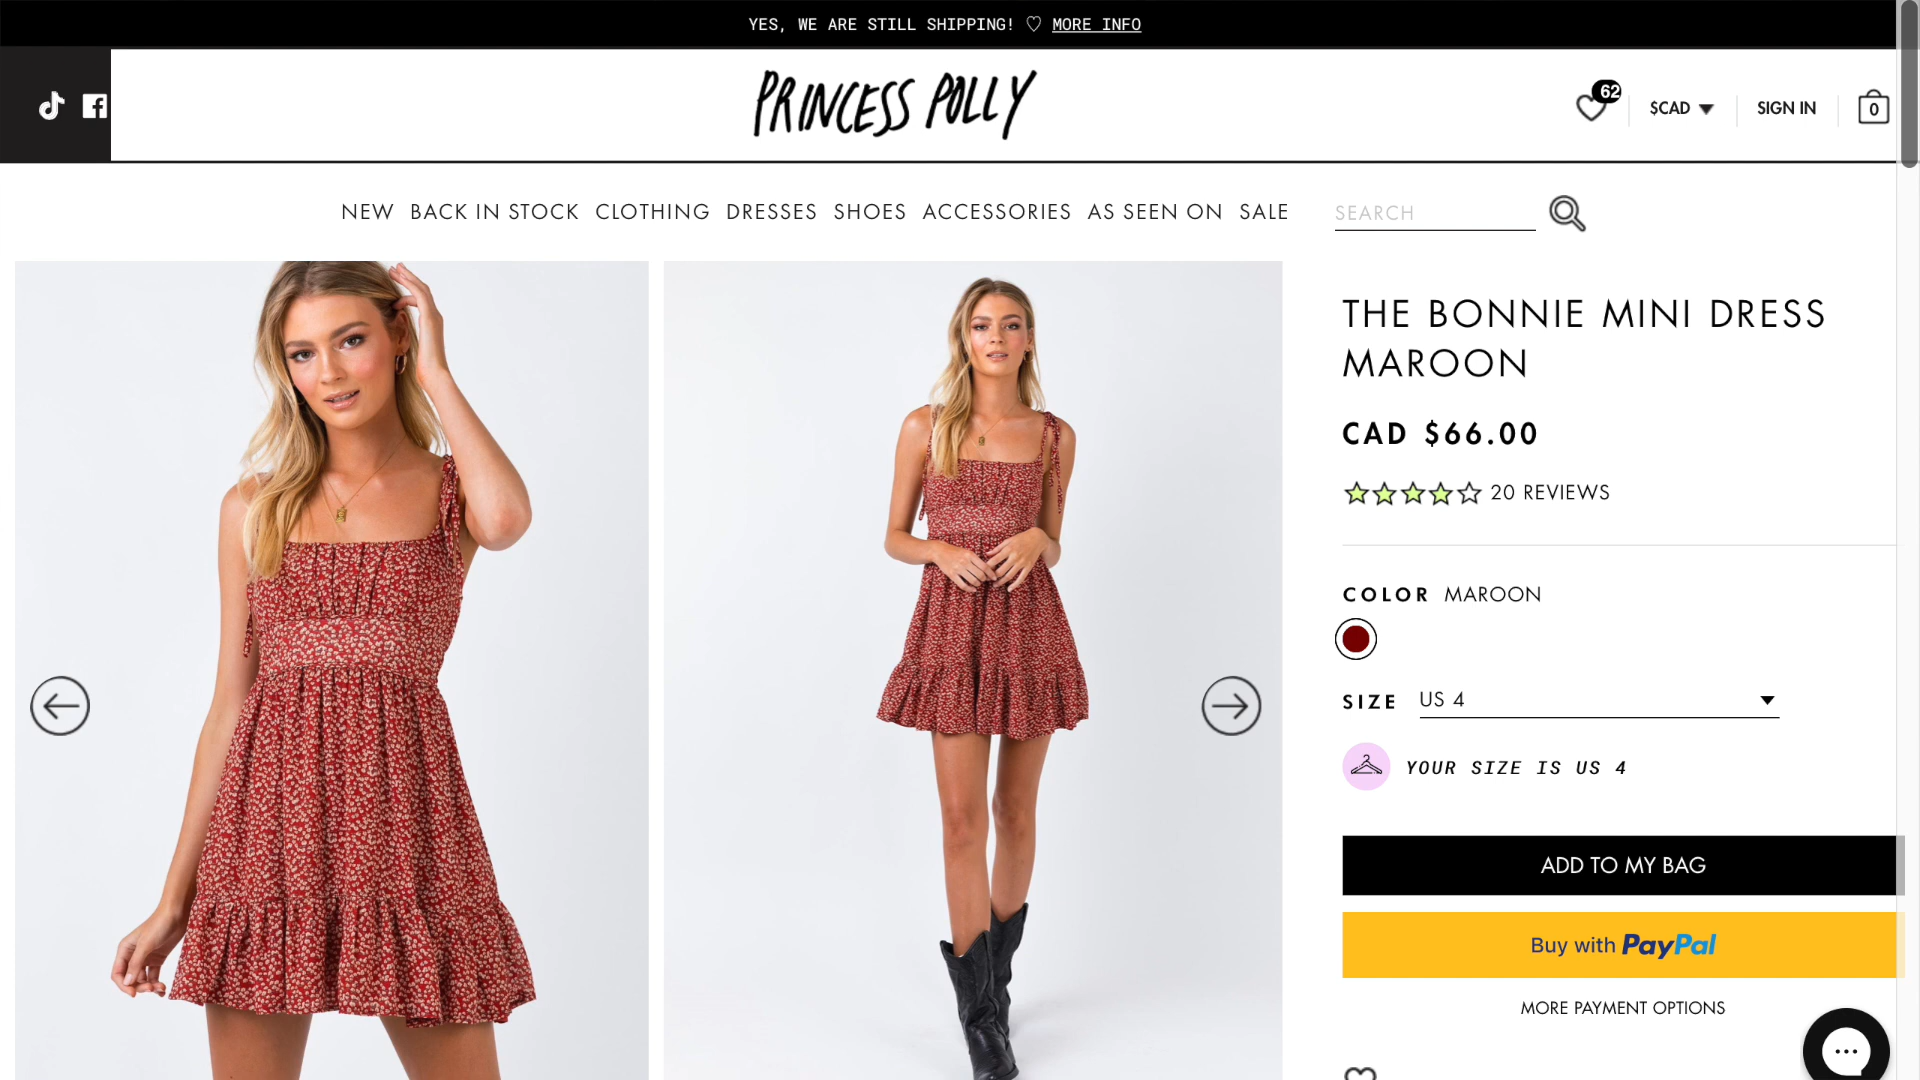 YES, WE ARE STILL SHIPPING! ♡ MORE INFO
PRINCESS POLLY
62
$CAD
SIGN IN
0
NEW BACK IN STOCK CLOTHING DRESSES SHOES ACCESSORIES AS SEEN ON SALE
SEARCH
THE BONNIE MINI DRESS
MAROON
CAD $66.00
20 REVIEWS
COLOR MAROON
SIZE US 4
YOUR SIZE IS US 4
ADD TO MY BAG
Buy with PayPal
MORE PAYMENT OPTIONS